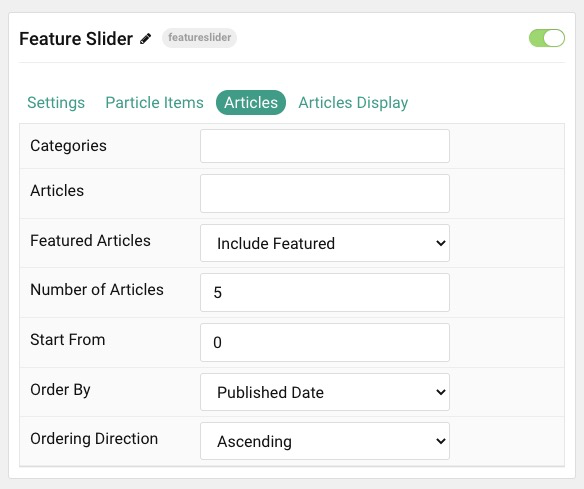 Feature Slider featureslider
Settings Particle Items Articles Articles Display
Categories
Articles
Featured Articles Include Featured
Number of Articles 5
Start From 0
Order By Published Date
Ordering Direction Ascending